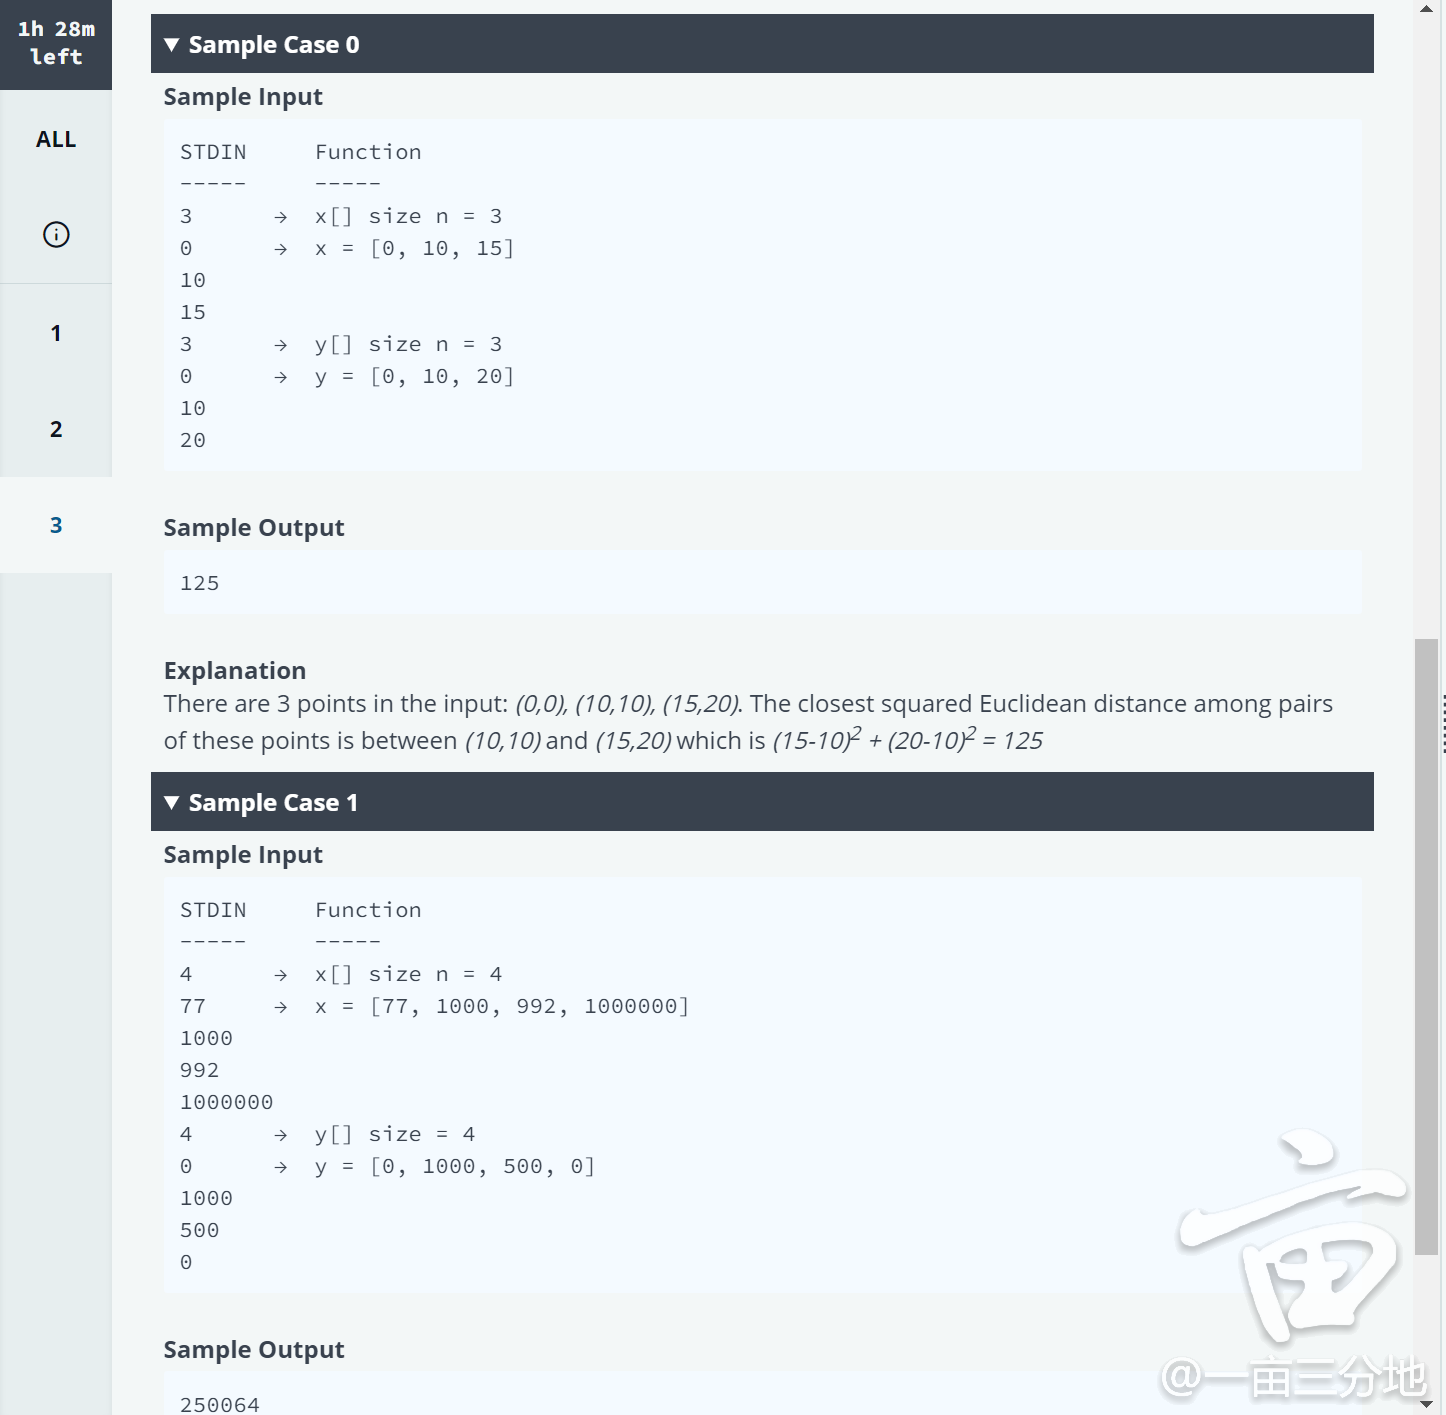 1h 28m
left
ALL
1
2
3
▼ Sample Case 0
Sample Input
STDIN     Function
-----     -----
3      →  x[] size n = 3
0      →  x = [0, 10, 15]
10
15
3      →  y[] size n = 3
0      →  y = [0, 10, 20]
10
20
Sample Output
125
Explanation
There are 3 points in the input: (0,0), (10,10), (15,20). The closest squared Euclidean distance among pairs
of these points is between (10,10) and (15,20) which is (15-10)² + (20-10)² = 125
▼ Sample Case 1
Sample Input
STDIN     Function
-----     -----
4      →  x[] size n = 4
77     →  x = [77, 1000, 992, 1000000]
1000
992
1000000
4      →  y[] size = 4
0      →  y = [0, 1000, 500, 0]
1000
500
0
Sample Output
250064
亩
@一亩三分地